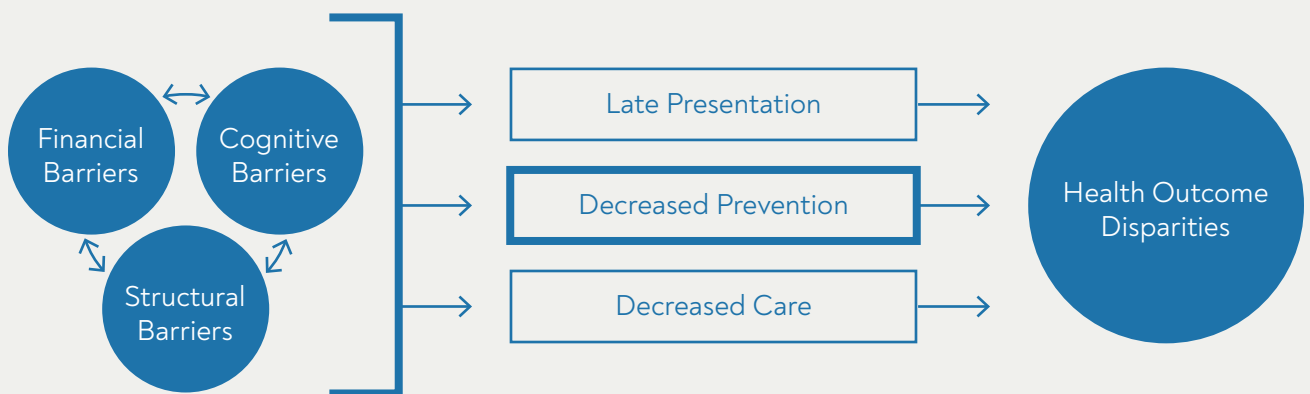 Financial
Barriers
Cognitive
Barriers
Structural
Barriers
Late Presentation
Decreased Prevention
Decreased Care
Health Outcome
Disparities